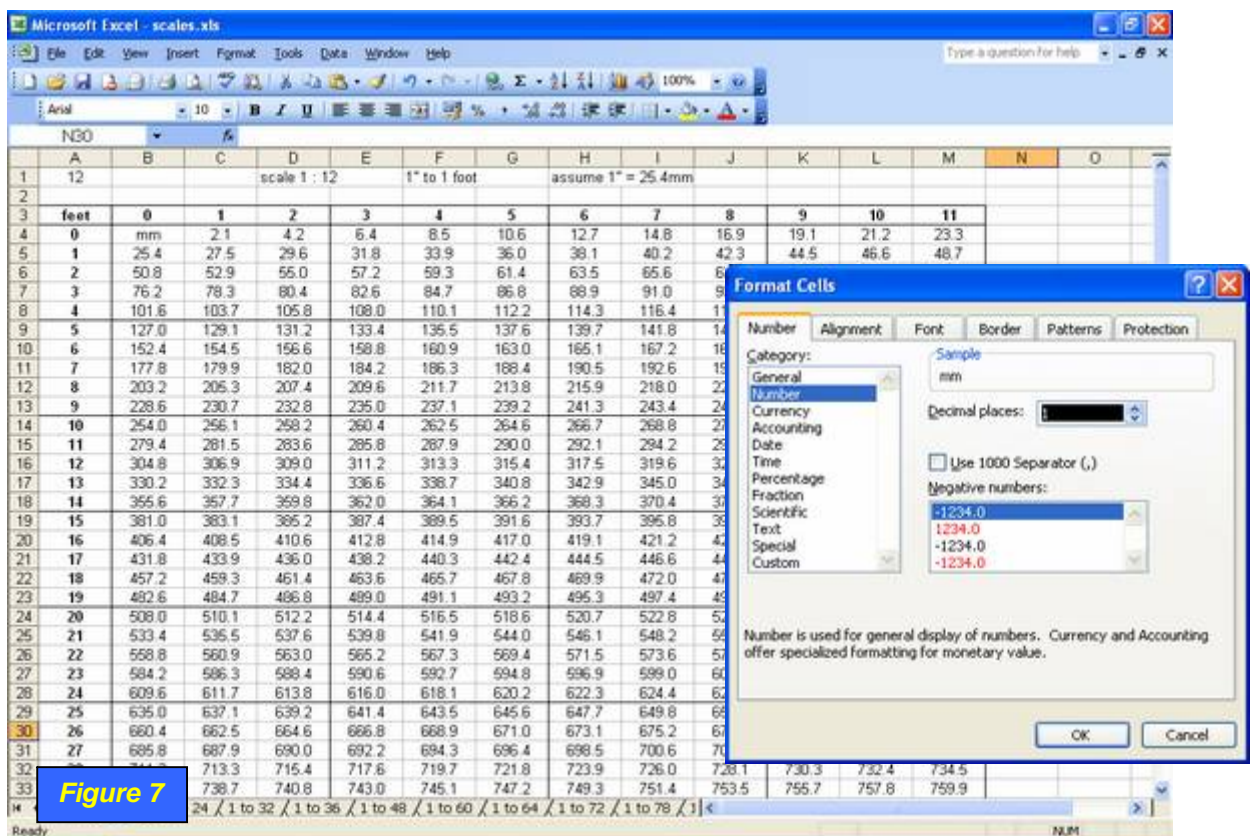 Microsoft Excel - scales.xls
File Edit View Insert Format Tools Data Window Help Type a question for help
100%
Arial 10 B I U % ,
N30 fx
A B C D E F G H I J K L M N O
1 12 scale 1 : 12 1" to 1 foot assume 1" = 25.4mm
2
3 feet 0 1 2 3 4 5 6 7 8 9 10 11
4 0 mm 2.1 4.2 6.4 8.5 10.6 12.7 14.8 16.9 19.1 21.2 23.3
5 1 25.4 27.5 29.6 31.8 33.9 36.0 38.1 40.2 42.3 44.5 46.6 48.7
6 2 50.8 52.9 55.0 57.2 59.3 61.4 63.5 65.6
7 3 76.2 78.3 80.4 82.6 84.7 86.8 88.9 91.0
8 4 101.6 103.7 105.8 108.0 110.1 112.2 114.3 116.4
9 5 127.0 129.1 131.2 133.4 135.5 137.6 139.7 141.8
10 6 152.4 154.5 156.6 158.8 160.9 163.0 165.1 167.2
11 7 177.8 179.9 182.0 184.2 186.3 188.4 190.5 192.6
12 8 203.2 205.3 207.4 209.6 211.7 213.8 215.9 218.0
13 9 228.6 230.7 232.8 235.0 237.1 239.2 241.3 243.4
14 10 254.0 256.1 258.2 260.4 262.5 264.6 266.7 268.8
15 11 279.4 281.5 283.6 285.8 287.9 290.0 292.1 294.2
16 12 304.8 306.9 309.0 311.2 313.3 315.4 317.5 319.6
17 13 330.2 332.3 334.4 336.6 338.7 340.8 342.9 345.0
18 14 355.6 357.7 359.8 362.0 364.1 366.2 368.3 370.4
19 15 381.0 383.1 385.2 387.4 389.5 391.6 393.7 395.8
20 16 406.4 408.5 410.6 412.8 414.9 417.0 419.1 421.2
21 17 431.8 433.9 436.0 438.2 440.3 442.4 444.5 446.6
22 18 457.2 459.3 461.4 463.6 465.7 467.8 469.9 472.0
23 19 482.6 484.7 486.8 489.0 491.1 493.2 495.3 497.4
24 20 508.0 510.1 512.2 514.4 516.5 518.6 520.7 522.8
25 21 533.4 535.5 537.6 539.8 541.9 544.0 546.1 548.2
26 22 558.8 560.9 563.0 565.2 567.3 569.4 571.5 573.6
27 23 584.2 586.3 588.4 590.6 592.7 594.8 596.9 599.0
28 24 609.6 611.7 613.8 616.0 618.1 620.2 622.3 624.4
29 25 635.0 637.1 639.2 641.4 643.5 645.6 647.7 649.8
30 26 660.4 662.5 664.6 666.8 668.9 671.0 673.1 675.2
31 27 685.8 687.9 690.0 692.2 694.3 696.4 698.5 700.6
32 713.3 715.4 717.6 719.7 721.8 723.9 726.0 728.1 730.3 732.4 734.5
33 738.7 740.8 743.0 745.1 747.2 749.3 751.4 753.5 755.7 757.8 759.9
24 / 1 to 32 / 1 to 36 / 1 to 48 / 1 to 60 / 1 to 64 / 1 to 72 / 1 to 78 /
Ready NUM
Figure 7
Format Cells
Number Alignment Font Border Patterns Protection
Category:
General
Number
Currency
Accounting
Date
Time
Percentage
Fraction
Scientific
Text
Special
Custom
Sample
mm
Decimal places: 1
Use 1000 Separator (,)
Negative numbers:
-1234.0
1234.0
-1234.0
-1234.0
Number is used for general display of numbers. Currency and Accounting
offer specialized formatting for monetary value.
OK Cancel